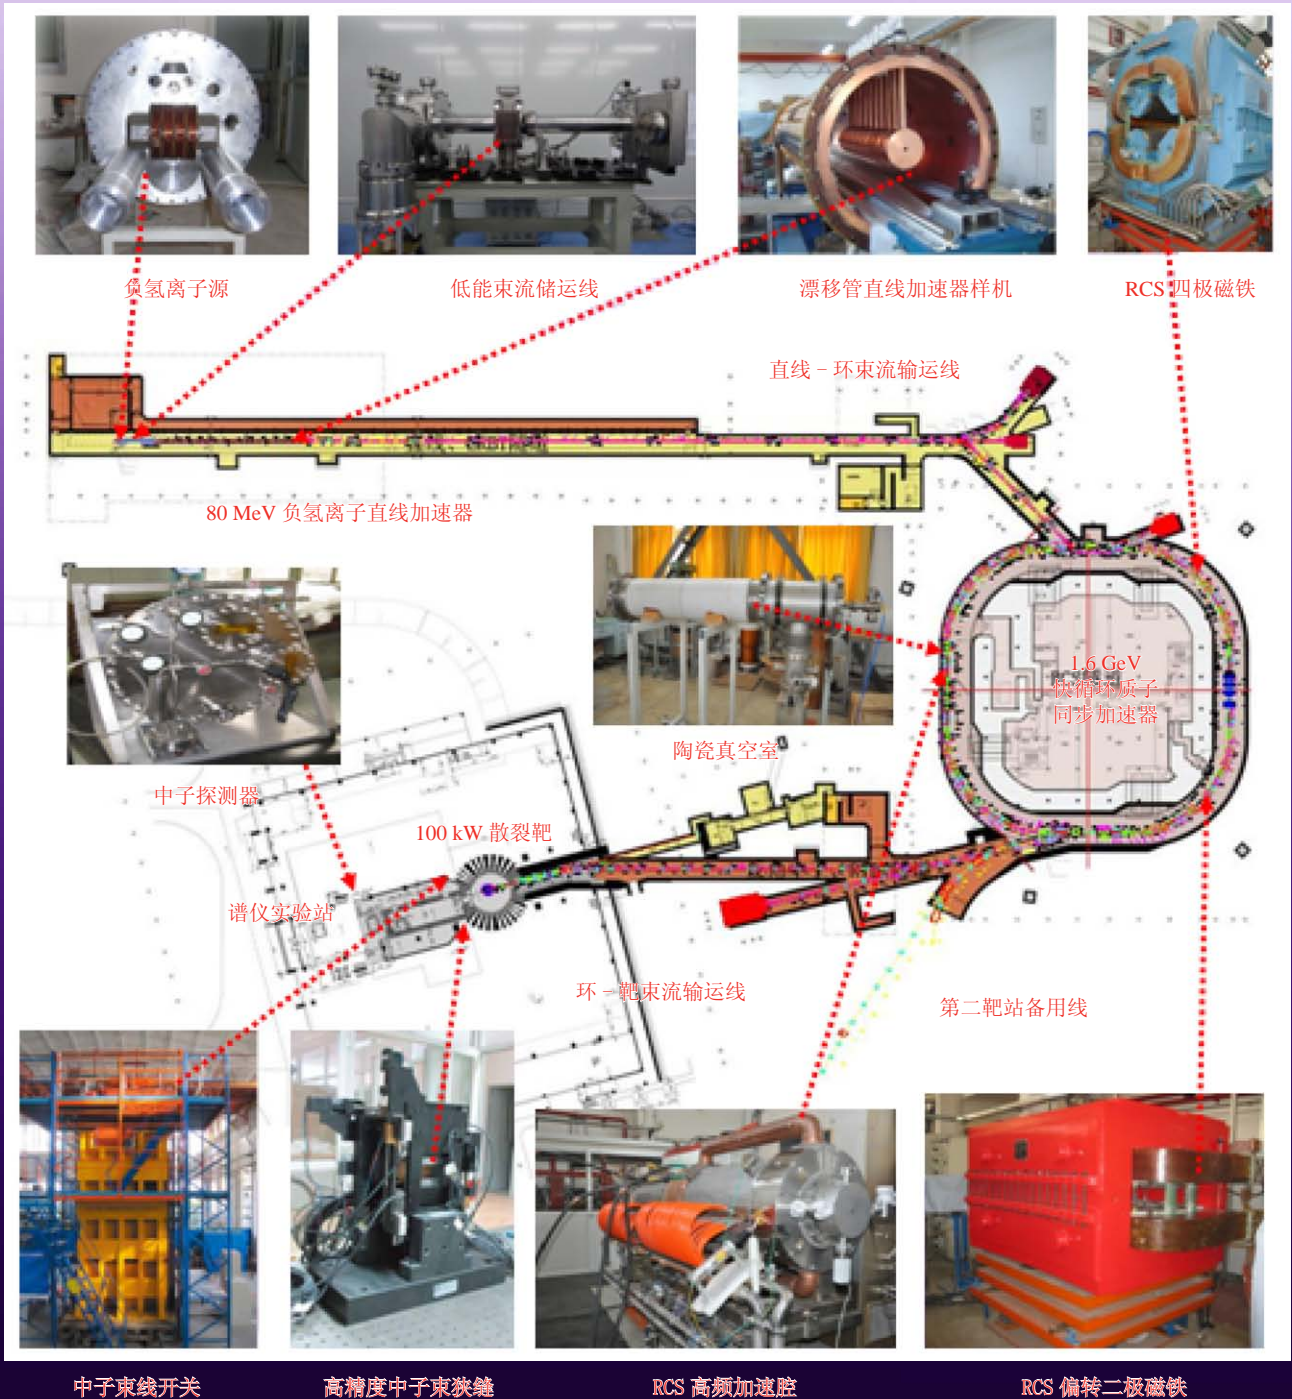 负氢离子源
低能束流储运线
漂移管直线加速器样机
RCS 四极磁铁
直线－环束流输运线
80 MeV 负氢离子直线加速器
1.6 GeV
快循环质子
同步加速器
陶瓷真空室
中子探测器
100 kW 散裂靶
谱仪实验站
环－靶束流输运线
第二靶站备用线
中子束线开关
高精度中子束狭缝
RCS 高频加速腔
RCS 偏转二极磁铁